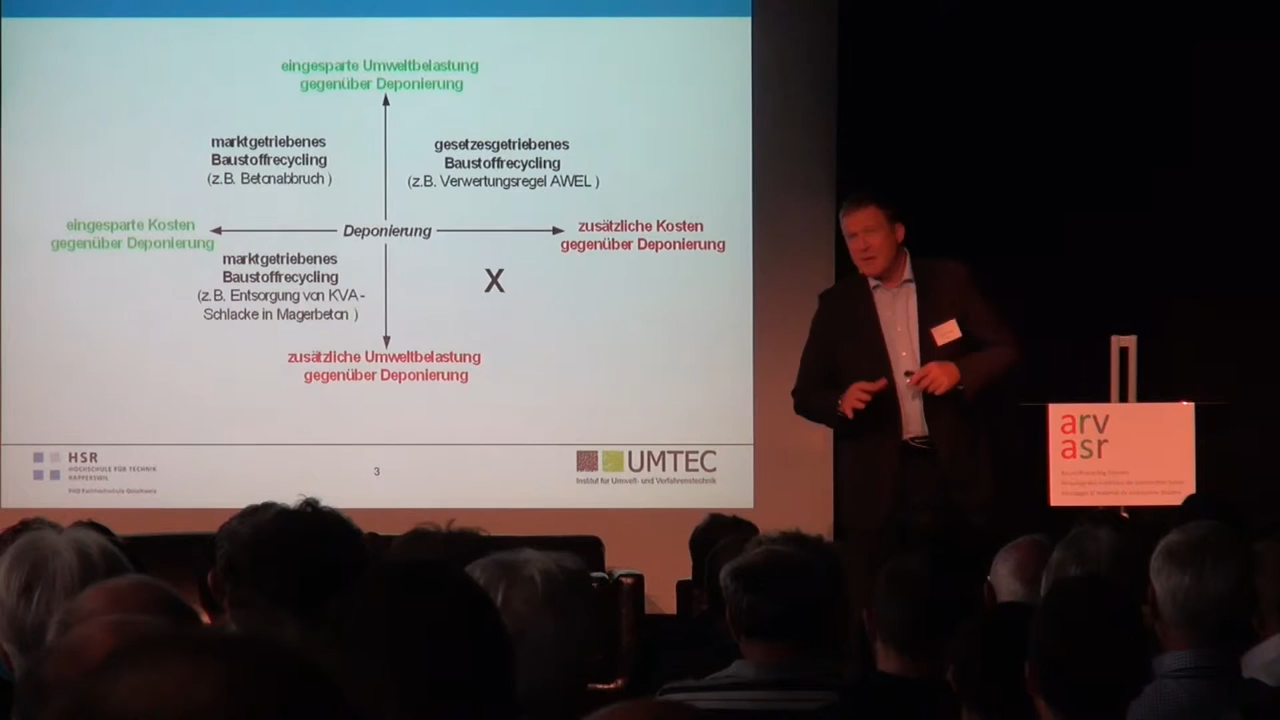 eingesparte Umweltbelastung
gegenüber Deponierung
marktgetriebenes
Baustoffrecycling
(z.B. Betonabbruch )
gesetzesgetriebenes
Baustoffrecycling
(z.B. Verwertungsregel AWEL )
eingesparte Kosten
gegenüber Deponierung
Deponierung
zusätzliche Kosten
gegenüber Deponierung
marktgetriebenes
Baustoffrecycling
(z.B. Entsorgung von KVA-
Schlacke in Magerbeton )
X
zusätzliche Umweltbelastung
gegenüber Deponierung
HSR
HOCHSCHULE FÜR TECHNIK
RAPPERSWIL
3
UMTEC
Institut für Umwelt- und Verfahrenstechnik
arv
asr